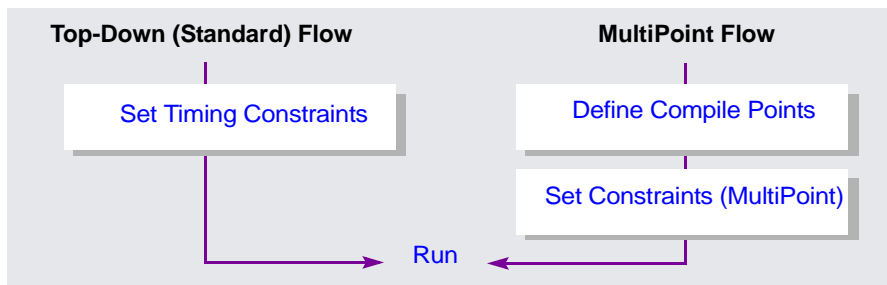 Top-Down (Standard) Flow
MultiPoint Flow
Set Timing Constraints
Define Compile Points
Set Constraints (MultiPoint)
Run